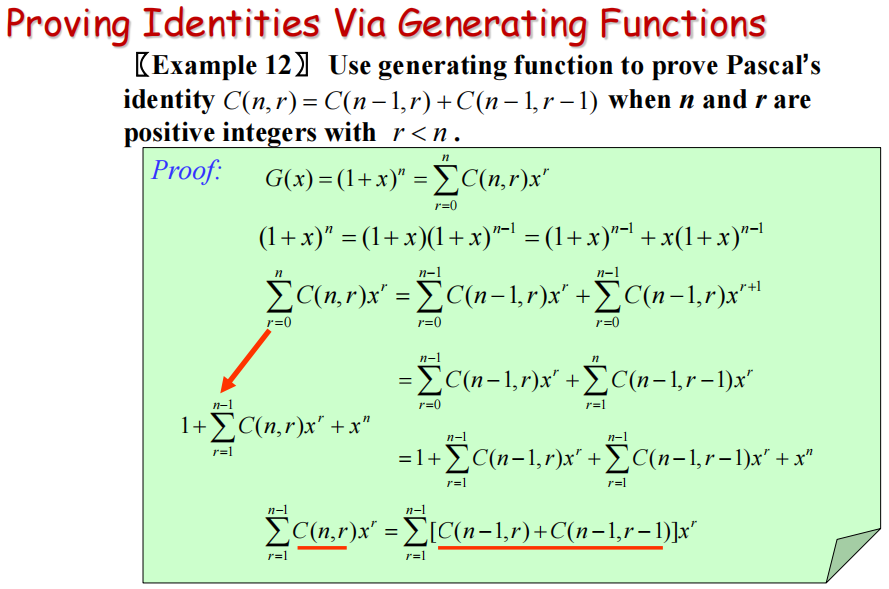 Proving Identities Via Generating Functions
〖Example 12〗 Use generating function to prove Pascal's
identity C(n,r) = C(n−1,r) + C(n−1,r−1) when n and r are
positive integers with r < n .
Proof: G(x) = (1+x)^n = ∑_{r=0}^{n} C(n,r)x^r
(1+x)^n = (1+x)(1+x)^{n−1} = (1+x)^{n−1} + x(1+x)^{n−1}
∑_{r=0}^{n} C(n,r)x^r = ∑_{r=0}^{n−1} C(n−1,r)x^r + ∑_{r=0}^{n−1} C(n−1,r)x^{r+1}
= ∑_{r=0}^{n−1} C(n−1,r)x^r + ∑_{r=1}^{n} C(n−1,r−1)x^r
1 + ∑_{r=1}^{n−1} C(n,r)x^r + x^n
= 1 + ∑_{r=1}^{n−1} C(n−1,r)x^r + ∑_{r=1}^{n−1} C(n−1,r−1)x^r + x^n
∑_{r=1}^{n−1} C(n,r)x^r = ∑_{r=1}^{n−1} [C(n−1,r) + C(n−1,r−1)]x^r